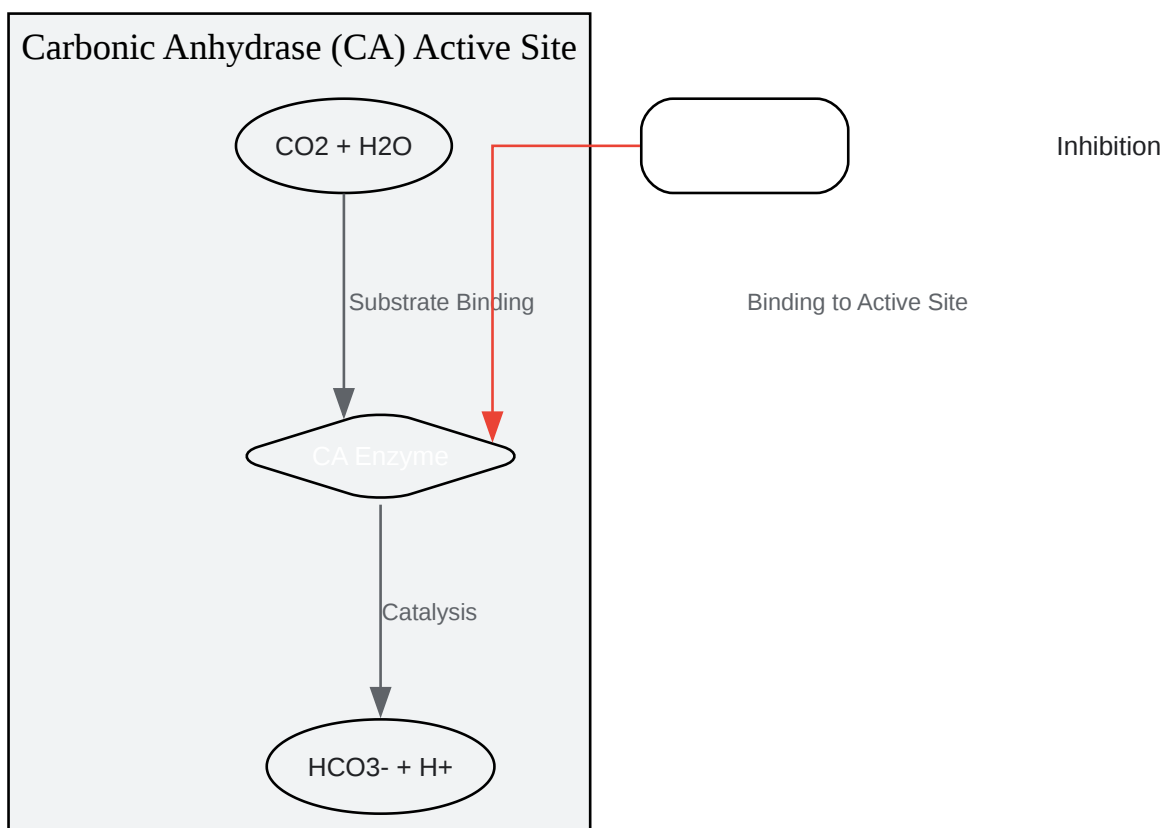 Carbonic Anhydrase (CA) Active Site
CO2 + H2O
Inhibition
Substrate Binding
Binding to Active Site
CA Enzyme
Catalysis
HCO3- + H+